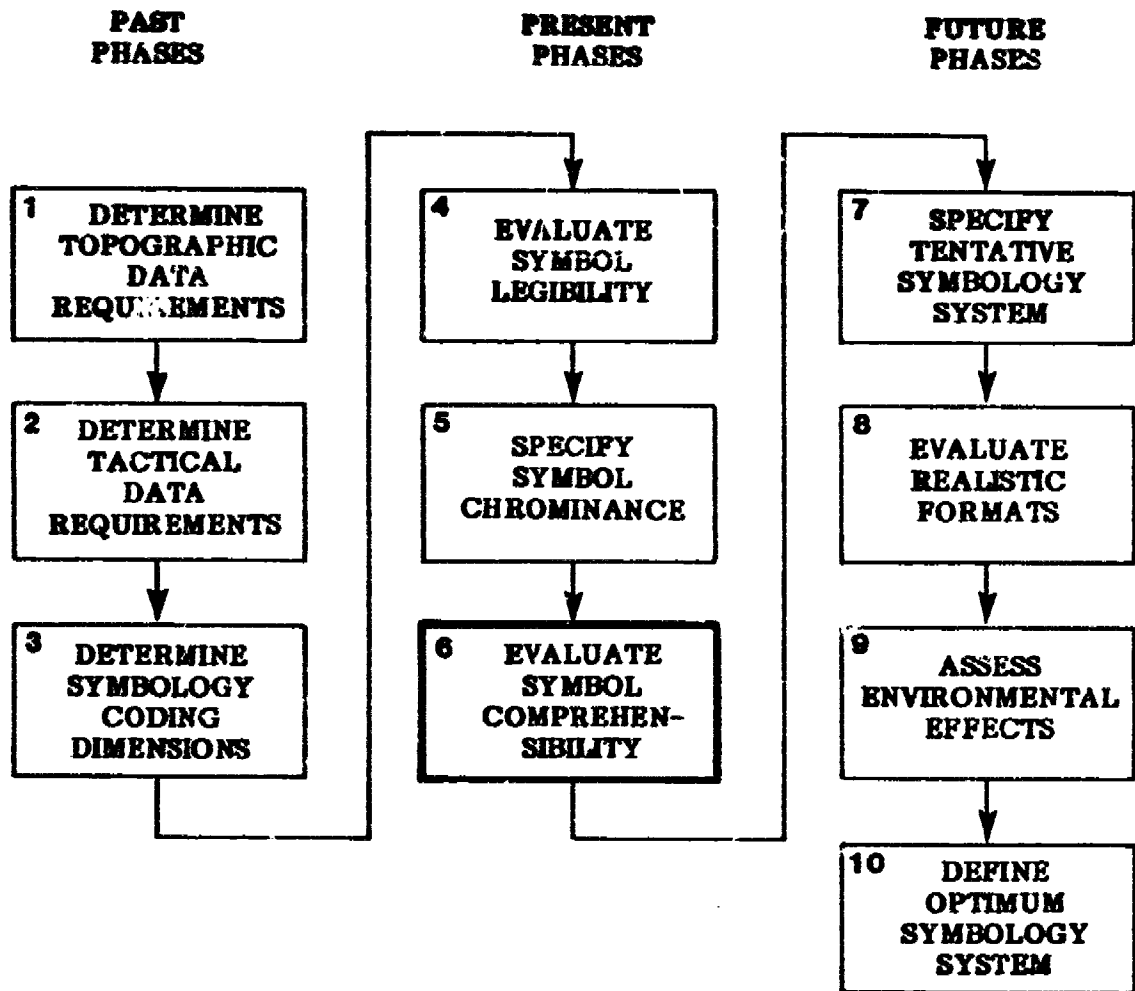 PAST
PHASES
PRESENT
PHASES
FUTURE
PHASES
1
DETERMINE
TOPOGRAPHIC
DATA
REQUIREMENTS
2
DETERMINE
TACTICAL
DATA
REQUIREMENTS
3
DETERMINE
SYMBOLOGY
CODING
DIMENSIONS
4
EVALUATE
SYMBOL
LEGIBILITY
5
SPECIFY
SYMBOL
CHROMINANCE
6
EVALUATE
SYMBOL
COMPREHEN-
SIBILITY
7
SPECIFY
TENTATIVE
SYMBOLOGY
SYSTEM
8
EVALUATE
REALISTIC
FORMATS
9
ASSESS
ENVIRONMENTAL
EFFECTS
10
DEFINE
OPTIMUM
SYMBOLOGY
SYSTEM